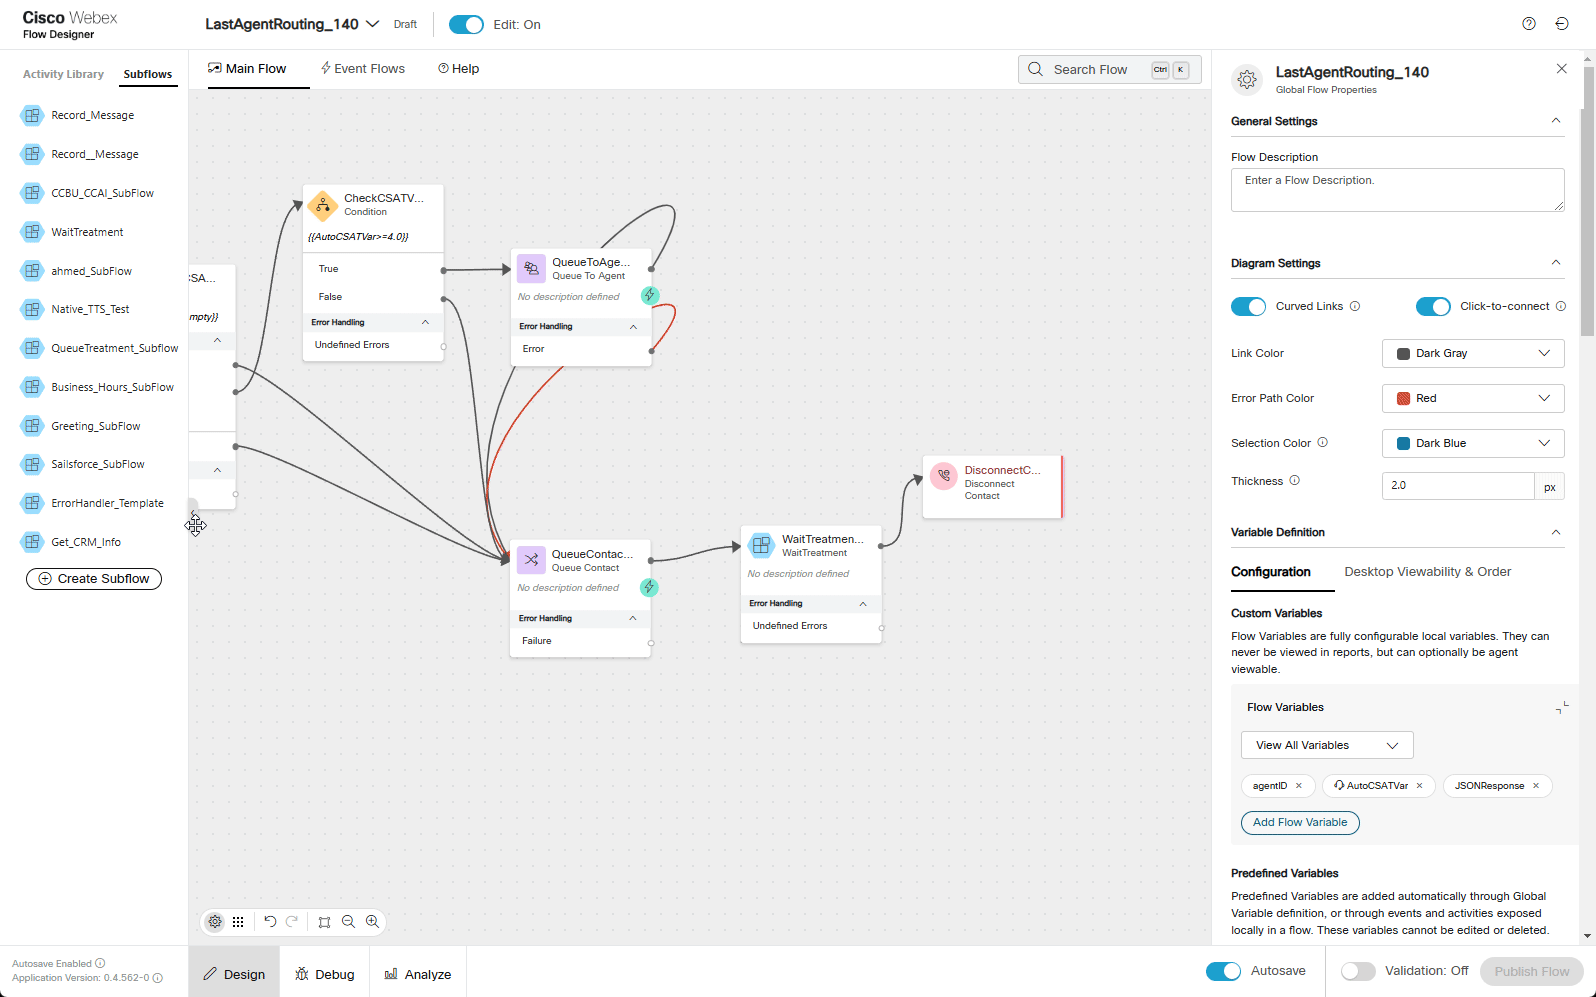 Cisco Webex
Flow Designer
LastAgentRouting_140
Draft
Edit: On
Activity Library
Subflows
Record_Message
Record__Message
CCBU_CCAI_SubFlow
WaitTreatment
ahmed_SubFlow
Native_TTS_Test
QueueTreatment_Subflow
Business_Hours_SubFlow
Greeting_SubFlow
Sailsforce_SubFlow
ErrorHandler_Template
Get_CRM_Info
Create Subflow
Main Flow
Event Flows
Help
Search Flow
Ctrl
K
SA...
mpty}}
CheckCSATV...
Condition
{{AutoCSATVar>=4.0}}
True
False
Error Handling
Undefined Errors
QueueToAge...
Queue To Agent
No description defined
Error Handling
Error
QueueContac...
Queue Contact
No description defined
Error Handling
Failure
WaitTreatmen...
WaitTreatment
No description defined
Error Handling
Undefined Errors
DisconnectC...
Disconnect
Contact
LastAgentRouting_140
Global Flow Properties
General Settings
Flow Description
Enter a Flow Description.
Diagram Settings
Curved Links
Click-to-connect
Link Color
Dark Gray
Error Path Color
Red
Selection Color
Dark Blue
Thickness
2.0
px
Variable Definition
Configuration
Desktop Viewability & Order
Custom Variables
Flow Variables are fully configurable local variables. They can
never be viewed in reports, but can optionally be agent
viewable.
Flow Variables
View All Variables
agentID
AutoCSATVar
JSONResponse
Add Flow Variable
Predefined Variables
Predefined Variables are added automatically through Global
Variable definition, or through events and activities exposed
locally in a flow. These variables cannot be edited or deleted.
Autosave Enabled
Application Version: 0.4.562-0
Design
Debug
Analyze
Autosave
Validation: Off
Publish Flow